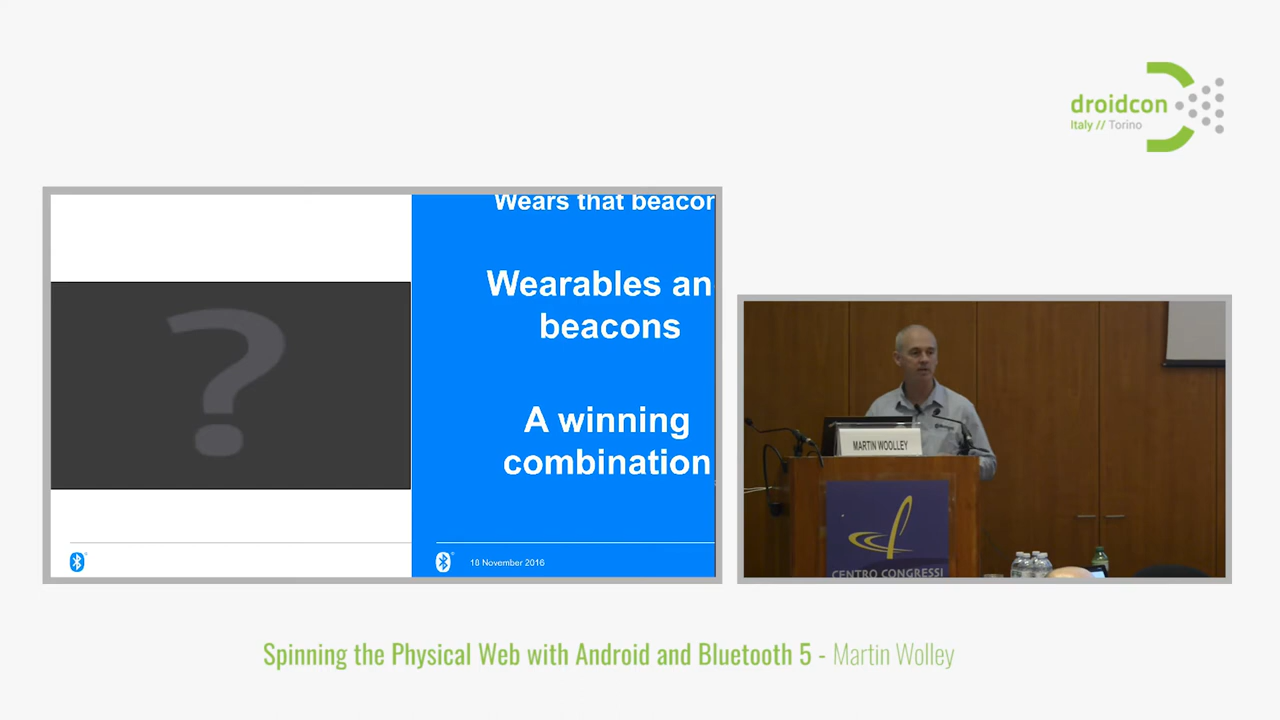 droidcon
Italy // Torino
Wears that beacon
Wearables an
beacons
A winning
combination
18 November 2016
MARTIN WOOLLEY
CENTRO CONGRESSI
Spinning the Physical Web with Android and Bluetooth 5 - Martin Wolley